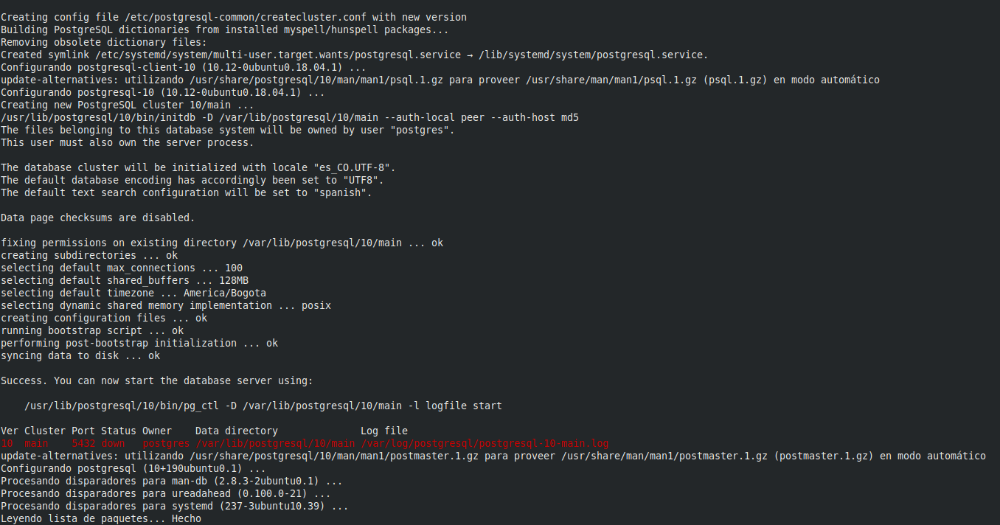 Creating config file /etc/postgresql-common/createcluster.conf with new version
Building PostgreSQL dictionaries from installed myspell/hunspell packages...
Removing obsolete dictionary files:
Created symlink /etc/systemd/system/multi-user.target.wants/postgresql.service → /lib/systemd/system/postgresql.service.
Configurando postgresql-client-10 (10.12-0ubuntu0.18.04.1) ...
update-alternatives: utilizando /usr/share/postgresql/10/man/man1/psql.1.gz para proveer /usr/share/man/man1/psql.1.gz (psql.1.gz) en modo automático
Configurando postgresql-10 (10.12-0ubuntu0.18.04.1) ...
Creating new PostgreSQL cluster 10/main ...
/usr/lib/postgresql/10/bin/initdb -D /var/lib/postgresql/10/main --auth-local peer --auth-host md5
The files belonging to this database system will be owned by user "postgres".
This user must also own the server process.

The database cluster will be initialized with locale "es_CO.UTF-8".
The default database encoding has accordingly been set to "UTF8".
The default text search configuration will be set to "spanish".

Data page checksums are disabled.

fixing permissions on existing directory /var/lib/postgresql/10/main ... ok
creating subdirectories ... ok
selecting default max_connections ... 100
selecting default shared_buffers ... 128MB
selecting default timezone ... America/Bogota
selecting dynamic shared memory implementation ... posix
creating configuration files ... ok
running bootstrap script ... ok
performing post-bootstrap initialization ... ok
syncing data to disk ... ok

Success. You can now start the database server using:

    /usr/lib/postgresql/10/bin/pg_ctl -D /var/lib/postgresql/10/main -l logfile start

Ver Cluster Port Status Owner    Data directory              Log file
10  main    5432 down   postgres /var/lib/postgresql/10/main /var/log/postgresql/postgresql-10-main.log
update-alternatives: utilizando /usr/share/postgresql/10/man/man1/postmaster.1.gz para proveer /usr/share/man/man1/postmaster.1.gz (postmaster.1.gz) en modo automático
Configurando postgresql (10+190ubuntu0.1) ...
Procesando disparadores para man-db (2.8.3-2ubuntu0.1) ...
Procesando disparadores para ureadahead (0.100.0-21) ...
Procesando disparadores para systemd (237-3ubuntu10.39) ...
Leyendo lista de paquetes... Hecho